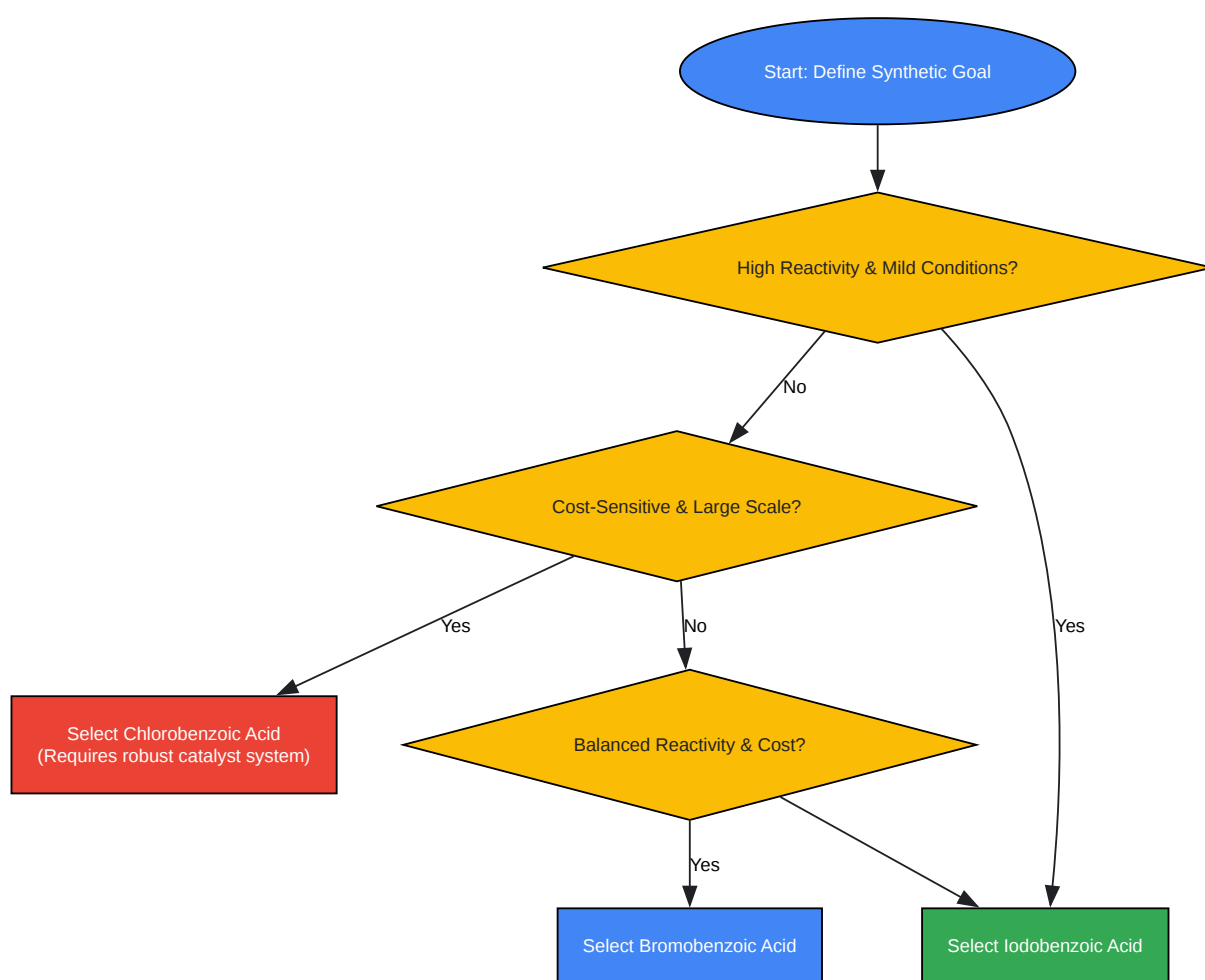 Start: Define Synthetic Goal
High Reactivity & Mild Conditions?
No
Cost-Sensitive & Large Scale?
Yes
No
Yes
Select Chlorobenzoic Acid
(Requires robust catalyst system)
Balanced Reactivity & Cost?
Yes
Select Bromobenzoic Acid
Select Iodobenzoic Acid